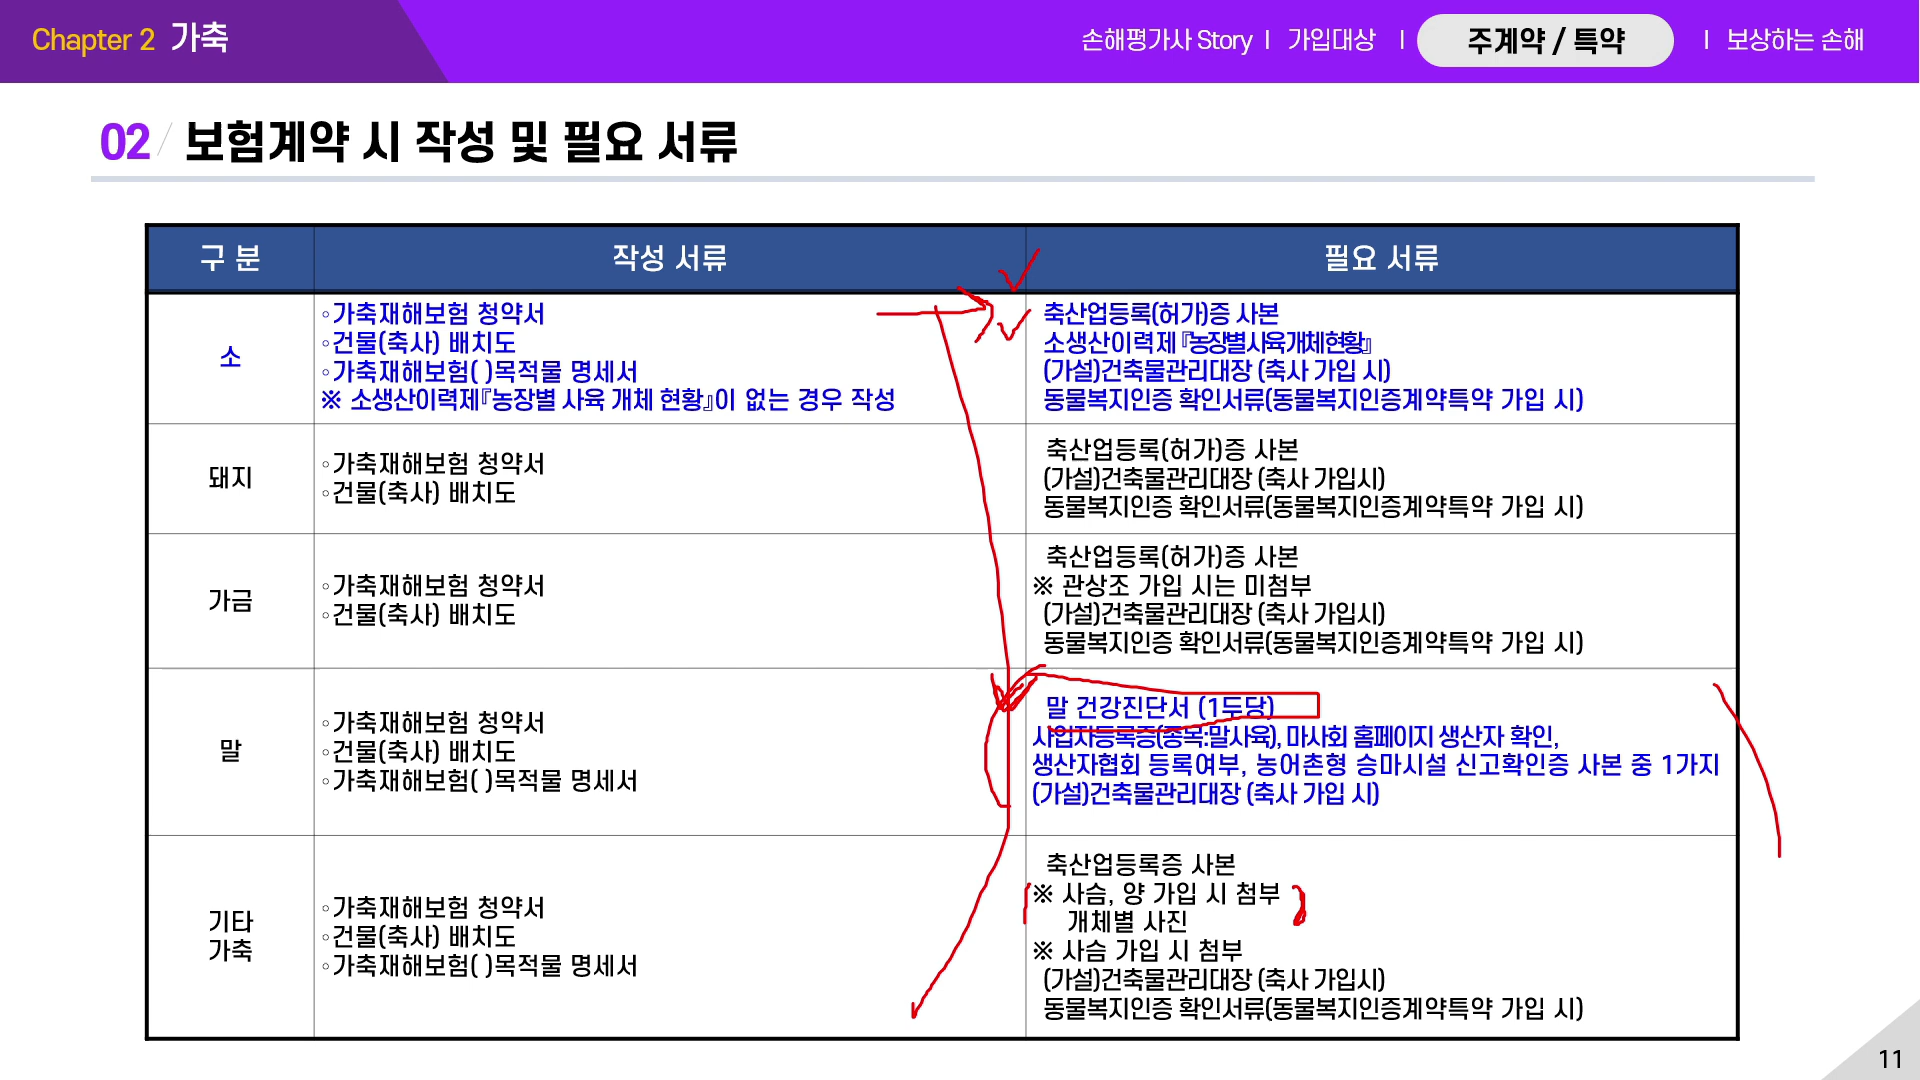 Chapter 2 가축
손해평가사 Story | 가입대상 | 주계약 / 특약 | 보상하는 손해
02 / 보험계약 시 작성 및 필요 서류
구 분
작성 서류
필요 서류
소
◦가축재해보험 청약서
◦건물(축사) 배치도
◦가축재해보험( )목적물 명세서
※ 소생산이력제『농장별 사육 개체 현황』이 없는 경우 작성
축산업등록(허가)증 사본
소생산이력제『농장별사육개체현황』
(가설)건축물관리대장 (축사 가입 시)
동물복지인증 확인서류(동물복지인증계약특약 가입 시)
돼지
◦가축재해보험 청약서
◦건물(축사) 배치도
축산업등록(허가)증 사본
(가설)건축물관리대장 (축사 가입시)
동물복지인증 확인서류(동물복지인증계약특약 가입 시)
가금
◦가축재해보험 청약서
◦건물(축사) 배치도
축산업등록(허가)증 사본
※ 관상조 가입 시는 미첨부
(가설)건축물관리대장 (축사 가입시)
동물복지인증 확인서류(동물복지인증계약특약 가입 시)
말
◦가축재해보험 청약서
◦건물(축사) 배치도
◦가축재해보험( )목적물 명세서
말 건강진단서 (1두당)
사업자등록증(종목:말사육), 마사회 홈페이지 생산자 확인,
생산자협회 등록여부, 농어촌형 승마시설 신고확인증 사본 중 1가지
(가설)건축물관리대장 (축사 가입 시)
기타
가축
◦가축재해보험 청약서
◦건물(축사) 배치도
◦가축재해보험( )목적물 명세서
축산업등록증 사본
※ 사슴, 양 가입 시 첨부
개체별 사진
※ 사슴 가입 시 첨부
(가설)건축물관리대장 (축사 가입시)
동물복지인증 확인서류(동물복지인증계약특약 가입 시)
11